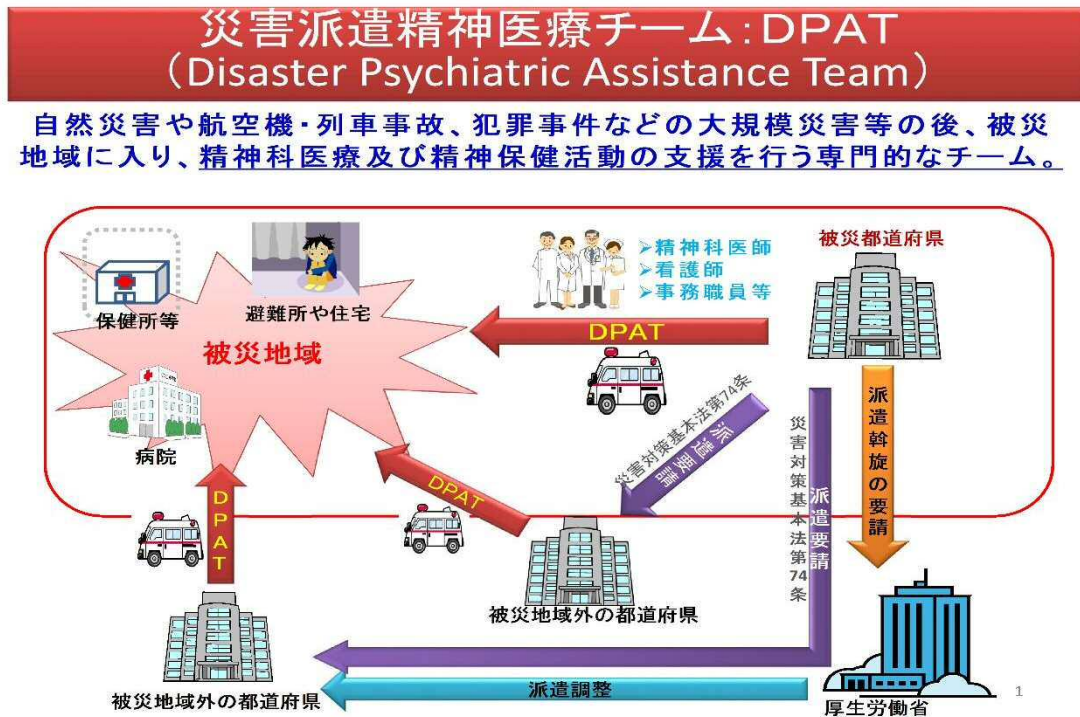 災害派遣精神医療チーム：DPAT
（Disaster Psychiatric Assistance Team）
自然災害や航空機・列車事故、犯罪事件などの大規模災害等の後、被災
地域に入り、精神科医療及び精神保健活動の支援を行う専門的なチーム。
保健所等
避難所や住宅
被災地域
病院
➢精神科医師
➢看護師
➢事務職員等
DPAT
被災都道府県
災害対策基本法第74条
派遣要請
災害対策基本法第74条
派遣要請
派遣斡旋の要請
DPAT
DPAT
被災地域外の都道府県
被災地域外の都道府県
派遣調整
厚生労働省
1